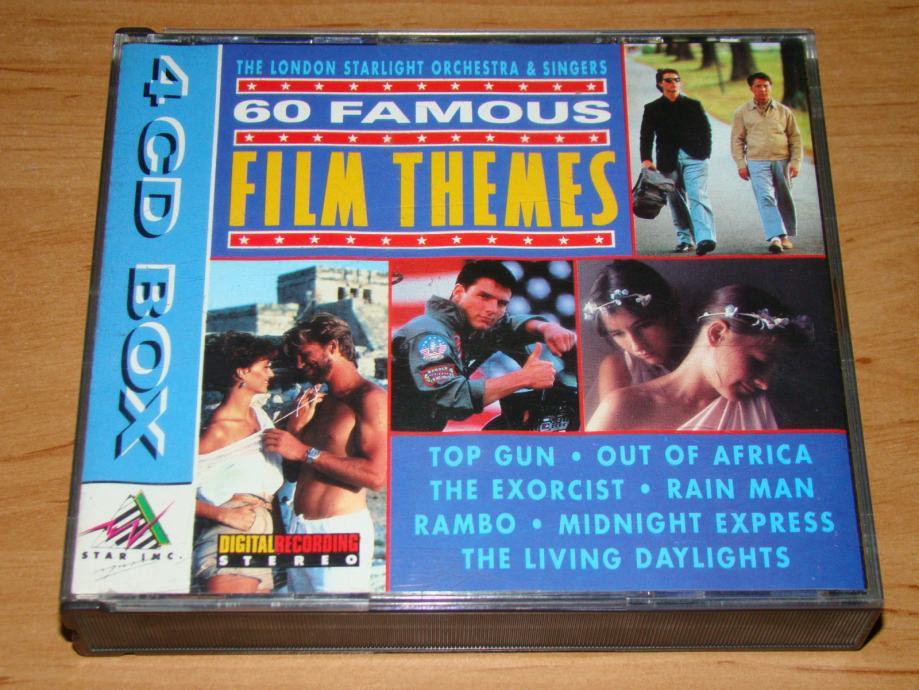 4 CD BOX
THE LONDON STARLIGHT ORCHESTRA & SINGERS
60 FAMOUS
FILM THEMES
TOP GUN • OUT OF AFRICA
THE EXORCIST • RAIN MAN
RAMBO • MIDNIGHT EXPRESS
THE LIVING DAYLIGHTS
DIGITAL RECORDING
STEREO
STAR INC.